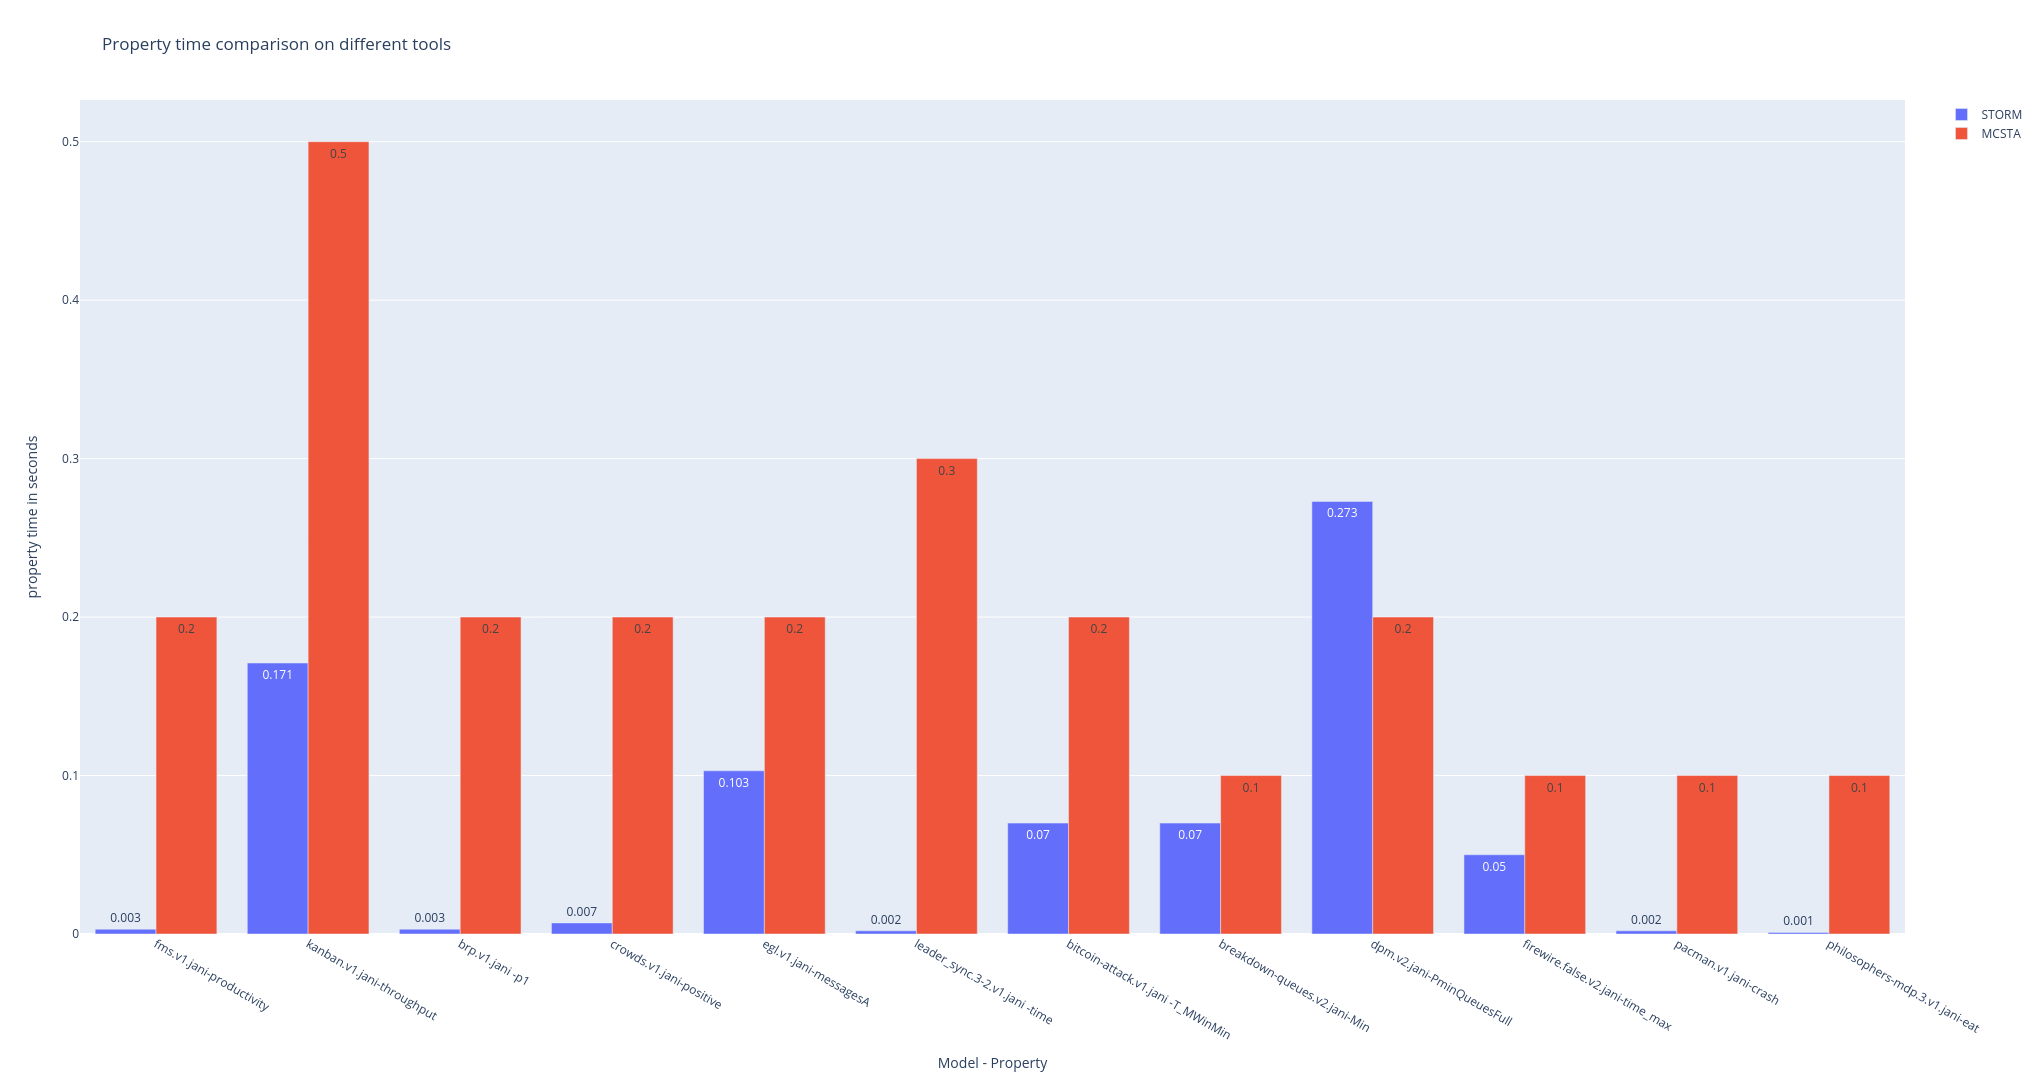 Property time comparison on different tools
STORM
MCSTA
property time in seconds
0.5
0.4
0.3
0.2
0.1
0
0.003
0.2
0.171
0.5
0.003
0.2
0.007
0.2
0.103
0.2
0.002
0.3
0.07
0.2
0.07
0.1
0.273
0.2
0.05
0.1
0.002
0.1
0.001
0.1
fms.v1.jani-productivity
kanban.v1.jani-throughput
brp.v1.jani -p1
crowds.v1.jani-positive
egl.v1.jani-messagesA
leader_sync.3-2.v1.jani -time
bitcoin-attack.v1.jani -T_MWinMin
breakdown-queues.v2.jani-Min
dpm.v2.jani-PminQueuesFull
firewire.false.v2.jani-time_max
pacman.v1.jani-crash
philosophers-mdp.3.v1.jani-eat
Model - Property